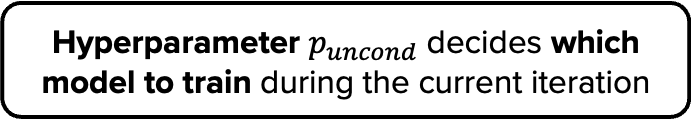 Hyperparameter p_uncond decides which
model to train during the current iteration